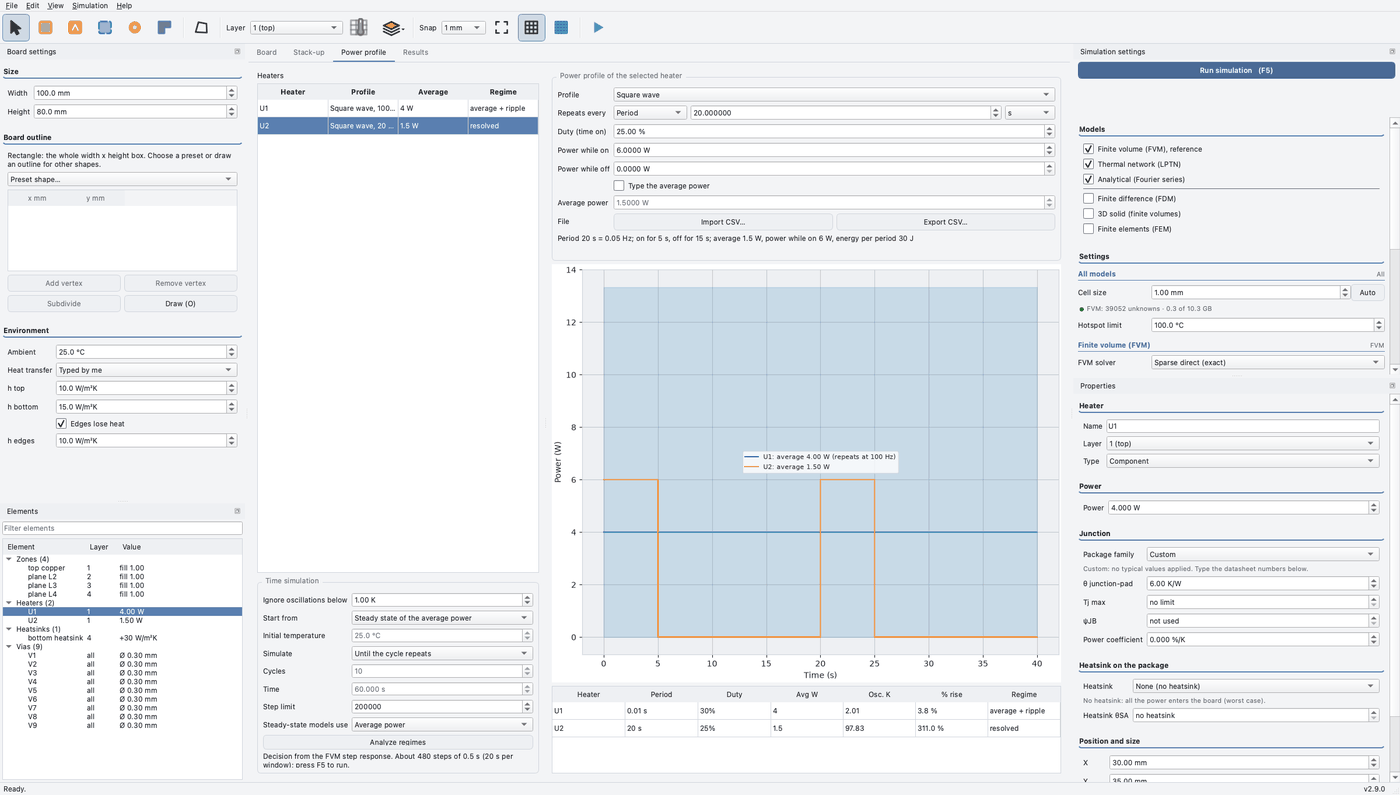 File Edit View Simulation Help
Layer 1 (top) Snap 1 mm
Board settings
Size
Width 100.0 mm
Height 80.0 mm
Board outline
Rectangle: the whole width x height box. Choose a preset or draw
an outline for other shapes.
Preset shape...
x mm y mm
Add vertex Remove vertex
Subdivide Draw (O)
Environment
Ambient 25.0 °C
Heat transfer Typed by me
h top 10.0 W/m²K
h bottom 15.0 W/m²K
Edges lose heat
h edges 10.0 W/m²K
Elements
Filter elements
Element Layer Value
Zones (4)
top copper 1 fill 1.00
plane L2 2 fill 1.00
plane L3 3 fill 1.00
plane L4 4 fill 1.00
Heaters (2)
U1 1 4.00 W
U2 1 1.50 W
Heatsinks (1)
bottom heatsink 4 +30 W/m²K
Vias (9)
V1 all Ø 0.30 mm
V2 all Ø 0.30 mm
V3 all Ø 0.30 mm
V4 all Ø 0.30 mm
V5 all Ø 0.30 mm
V6 all Ø 0.30 mm
V7 all Ø 0.30 mm
V8 all Ø 0.30 mm
V9 all Ø 0.30 mm
Board Stack-up Power profile Results
Heaters
Heater Profile Average Regime
U1 Square wave, 100... 4 W average + ripple
U2 Square wave, 20 ... 1.5 W resolved
Time simulation
Ignore oscillations below 1.00 K
Start from Steady state of the average power
Initial temperature 25.0 °C
Simulate Until the cycle repeats
Cycles 10
Time 60.000 s
Step limit 200000
Steady-state models use Average power
Analyze regimes
Decision from the FVM step response. About 480 steps of 0.5 s (20 s per
window): press F5 to run.
Power profile of the selected heater
Profile Square wave
Repeats every Period 20.000000 s
Duty (time on) 25.00 %
Power while on 6.0000 W
Power while off 0.0000 W
Type the average power
Average power 1.5000 W
File Import CSV... Export CSV...
Period 20 s = 0.05 Hz; on for 5 s, off for 15 s; average 1.5 W, power while on 6 W, energy per period 30 J
14
12
10
8
6
4
2
0
Power (W)
U1: average 4.00 W (repeats at 100 Hz)
U2: average 1.50 W
0 5 10 15 20 25 30 35 40
Time (s)
Heater Period Duty Avg W Osc. K % rise Regime
U1 0.01 s 30% 4 2.01 3.8 % average + ripple
U2 20 s 25% 1.5 97.83 311.0 % resolved
Simulation settings
Run simulation (F5)
Models
Finite volume (FVM), reference
Thermal network (LPTN)
Analytical (Fourier series)
Finite difference (FDM)
3D solid (finite volumes)
Finite elements (FEM)
Settings
All models All
Cell size 1.00 mm Auto
FVM: 39052 unknowns · 0.3 of 10.3 GB
Hotspot limit 100.0 °C
Finite volume (FVM) FVM
FVM solver Sparse direct (exact)
Properties
Heater
Name U1
Layer 1 (top)
Type Component
Power
Power 4.000 W
Junction
Package family Custom
Custom: no typical values applied. Type the datasheet numbers below.
θ junction-pad 6.00 K/W
Tj max no limit
ψJB not used
Power coefficient 0.000 %/K
Heatsink on the package
Heatsink None (no heatsink)
No heatsink: all the power enters the board (worst case).
Heatsink θSA no heatsink
Position and size
X 30.00 mm
Y 35.00 mm
Ready. v2.9.0